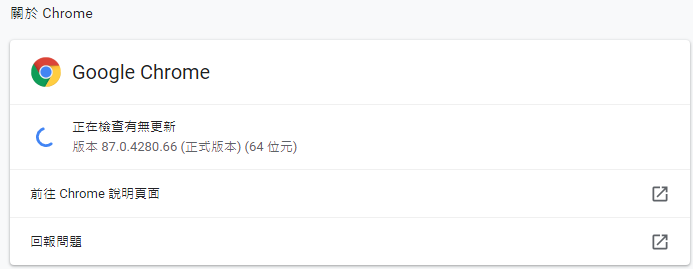 關於 Chrome
Google Chrome
正在檢查有無更新
版本 87.0.4280.66 (正式版本) (64 位元)
前往 Chrome 說明頁面
回報問題